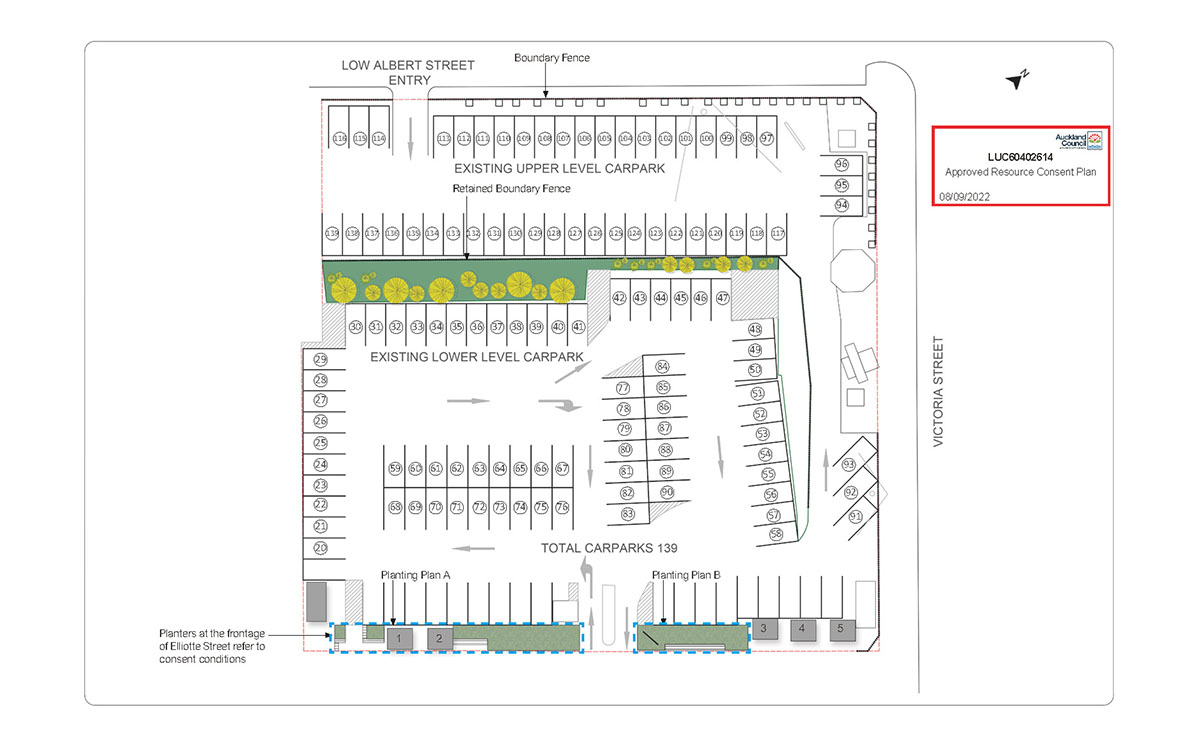 LOW ALBERT STREET
ENTRY
Boundary Fence
N
Auckland
Council
LUC60402614
Approved Resource Consent Plan
08/09/2022
116 115 114
113 112 111 110 109 108 107 106 105 104 103 102 101 100 99 98 97
EXISTING UPPER LEVEL CARPARK
96
95
94
Retained Boundary Fence
139 138 137 136 135 134 133 132 131 130 129 128 127 126 125 124 123 122 121 120 119 118 117
42 43 44 45 46 47
30 31 32 33 34 35 36 37 38 39 40 41
EXISTING LOWER LEVEL CARPARK
29
28
27
26
25
24
23
22
21
20
48
49
50
51
52
53
54
55
56
57
58
84
77 85
78 86
79 87
80 88
81 89
82 90
83
59 60 61 62 63 64 65 66 67
68 69 70 71 72 73 74 75 76
93
92
91
VICTORIA STREET
TOTAL CARPARKS 139
Planting Plan A
Planting Plan B
1 2
3 4 5
Planters at the frontage
of Elliotte Street refer to
consent conditions